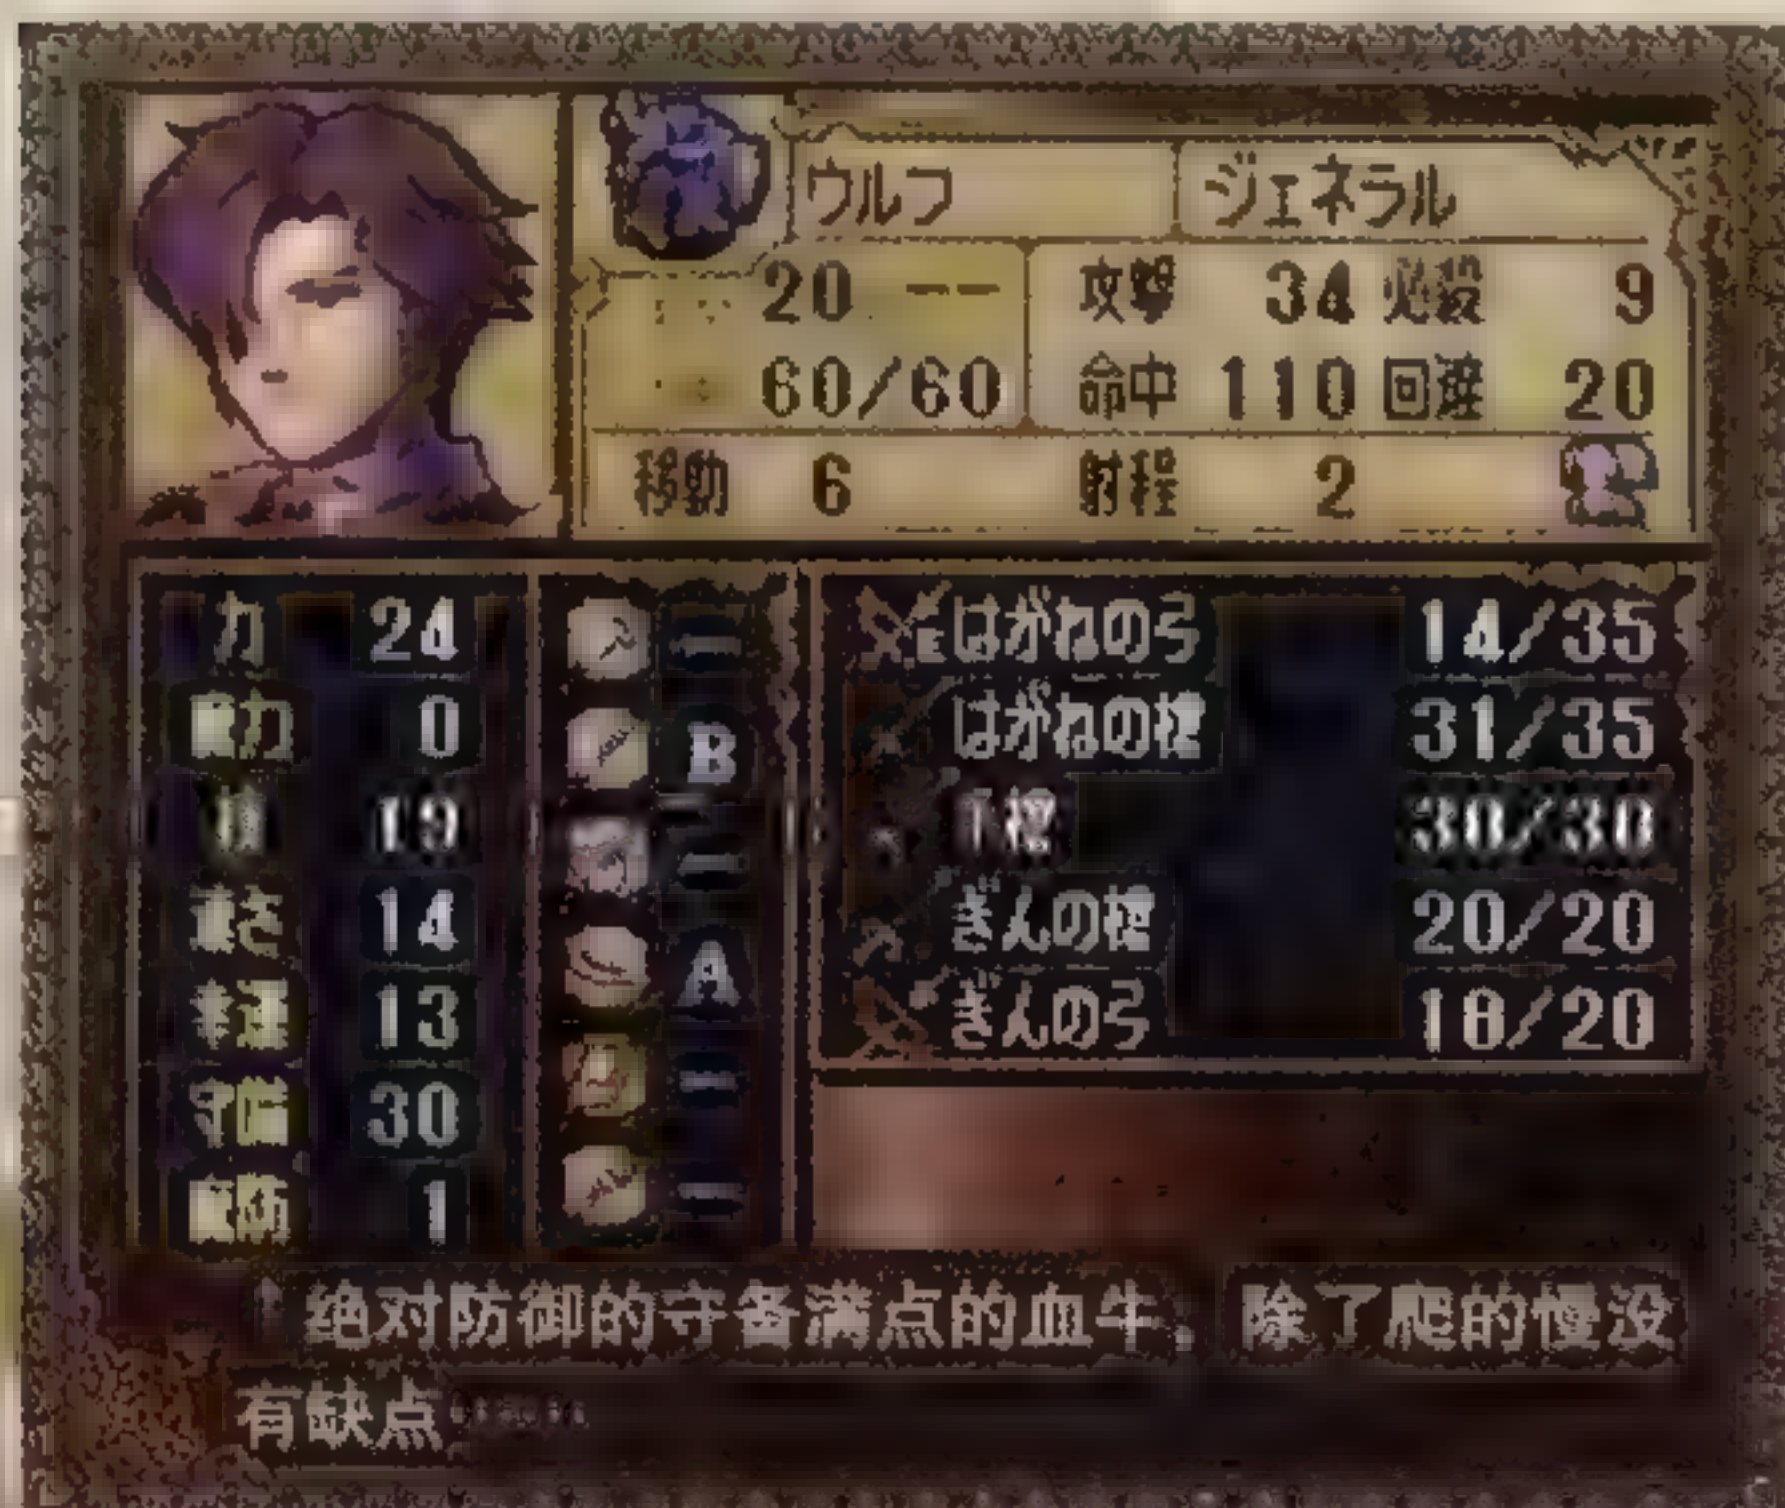 ウルフ ジェネラル
20 -- 攻撃 34 必殺 9
60/60 命中 110 回避 20
移動 6 射程 2
力 24
魔力 0
19
速さ 14
幸運 13
守備 30
魔防 1
B
A
E はがねの弓 14/35
はがねの槍 31/35
槍 30/30
ぎんの槍 20/20
ぎんの弓 18/20
绝对防御的守备满点的血牛，除了爬的慢没
有缺点